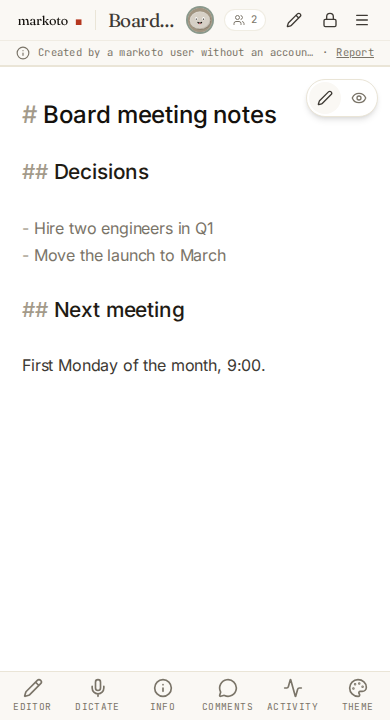 markoto
Board...
2
Created by a markoto user without an accoun… · Report
# Board meeting notes
## Decisions
- Hire two engineers in Q1
- Move the launch to March
## Next meeting
First Monday of the month, 9:00.
EDITOR DICTATE INFO COMMENTS ACTIVITY THEME